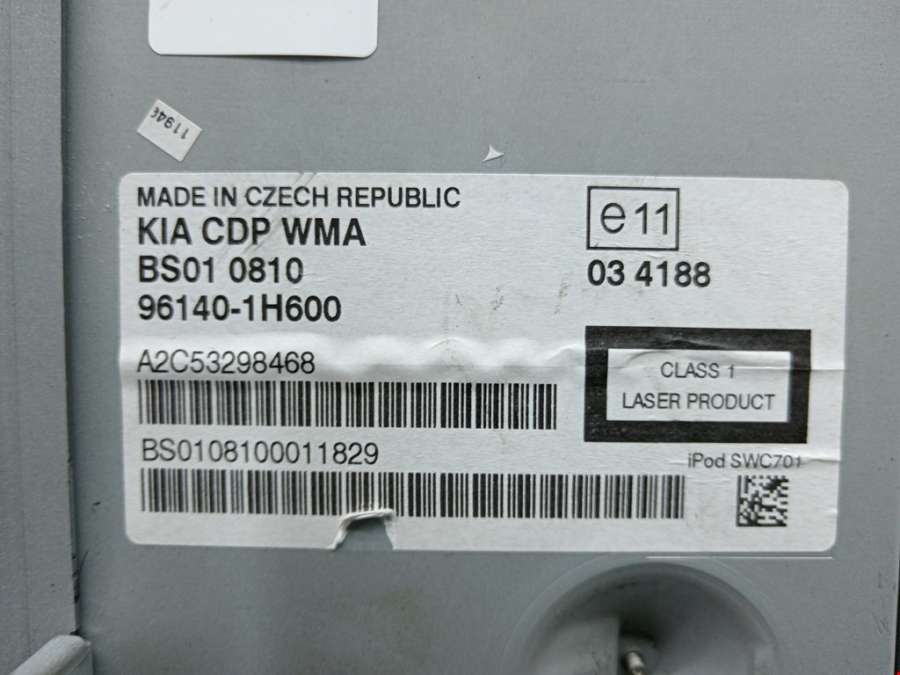 11946
MADE IN CZECH REPUBLIC
KIA CDP WMA
BS01 0810
96140-1H600
e11
03 4188
A2C53298468
CLASS 1
LASER PRODUCT
BS0108100011829
iPod SWC701